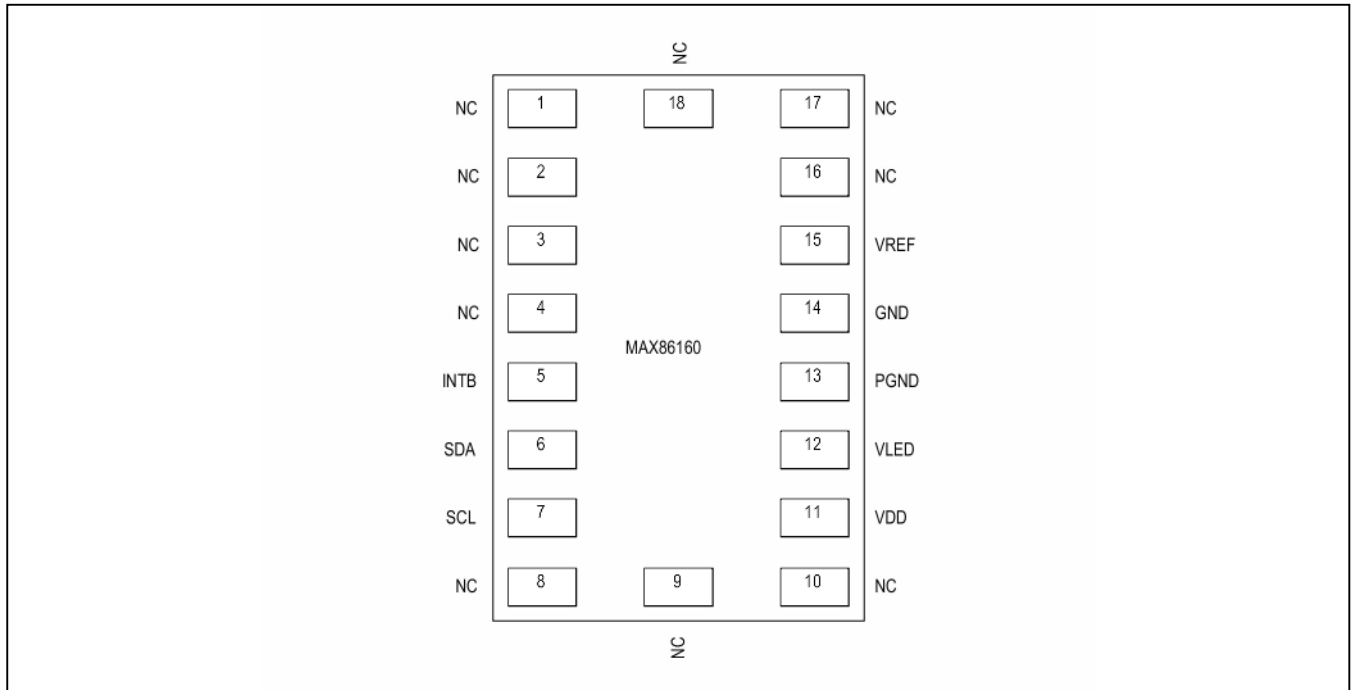 NC
NC 1 18 17 NC
NC 2 16 NC
NC 3 15 VREF
NC 4 14 GND
MAX86160
INTB 5 13 PGND
SDA 6 12 VLED
SCL 7 11 VDD
NC 8 9 10 NC
NC